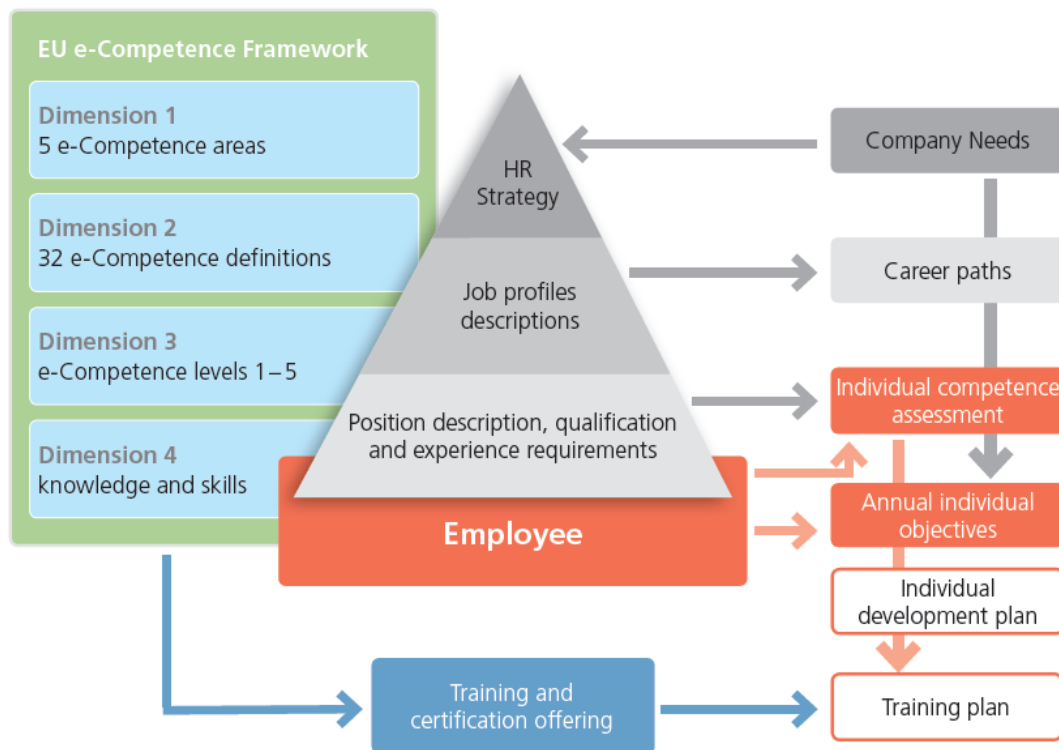 EU e-Competence Framework
Dimension 1
5 e-Competence areas
Dimension 2
32 e-Competence definitions
Dimension 3
e-Competence levels 1–5
Dimension 4
knowledge and skills
HR
Strategy
Job profiles
descriptions
Position description, qualification
and experience requirements
Employee
Company Needs
Career paths
Individual competence
assessment
Annual individual
objectives
Individual
development plan
Training and
certification offering
Training plan